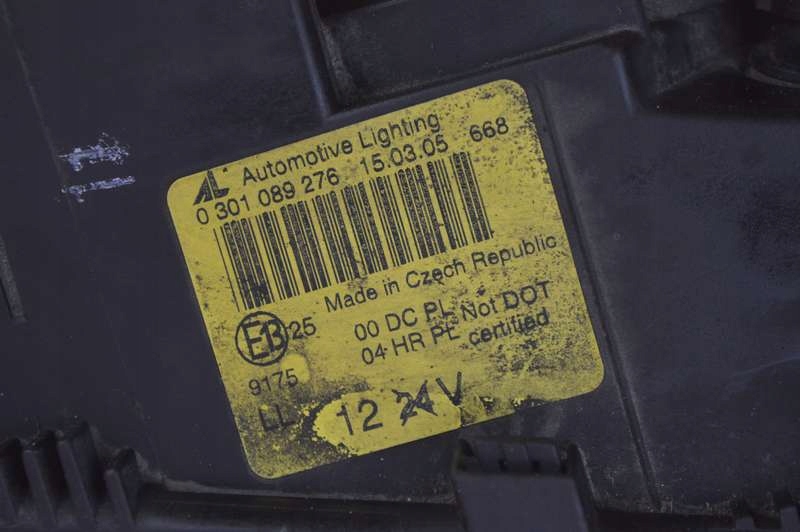 AL Automotive Lighting
0 301 089 276 15.03.05 668
Made in Czech Republic
E8 25 00 DC PL Not DOT
04 HR PL certified
9175
LL 12 24V